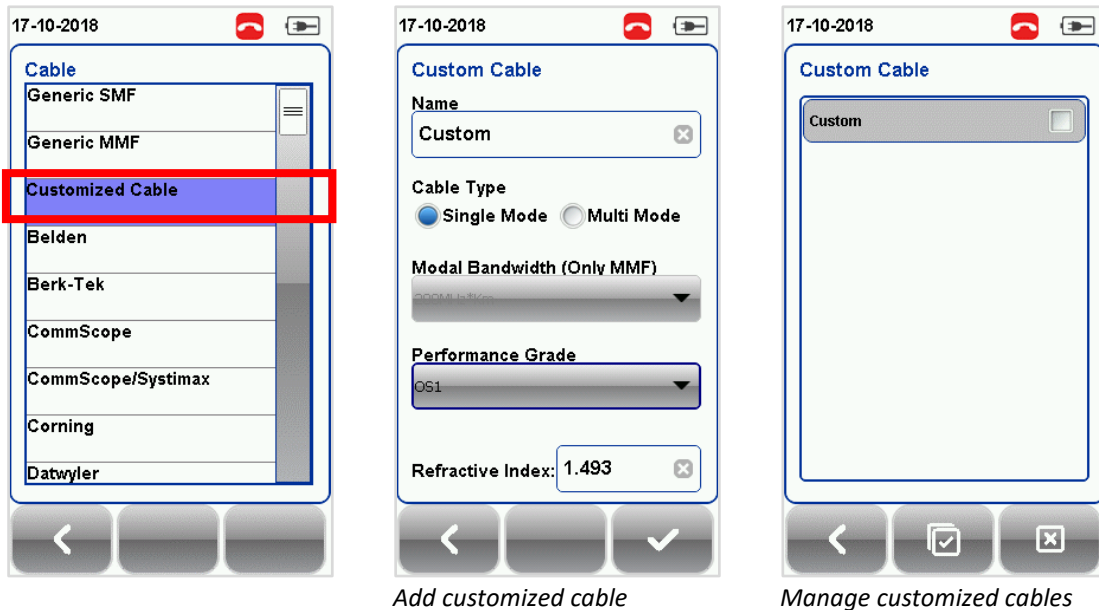 17-10-2018
Cable
Generic SMF
Generic MMF
Customized Cable
Belden
Berk-Tek
CommScope
CommScope/Systimax
Corning
Datwyler
17-10-2018
Custom Cable
Name
Custom
Cable Type
Single Mode Multi Mode
Modal Bandwidth (Only MMF)
Performance Grade
OS1
Refractive Index: 1.493
Add customized cable
17-10-2018
Custom Cable
Custom
Manage customized cables